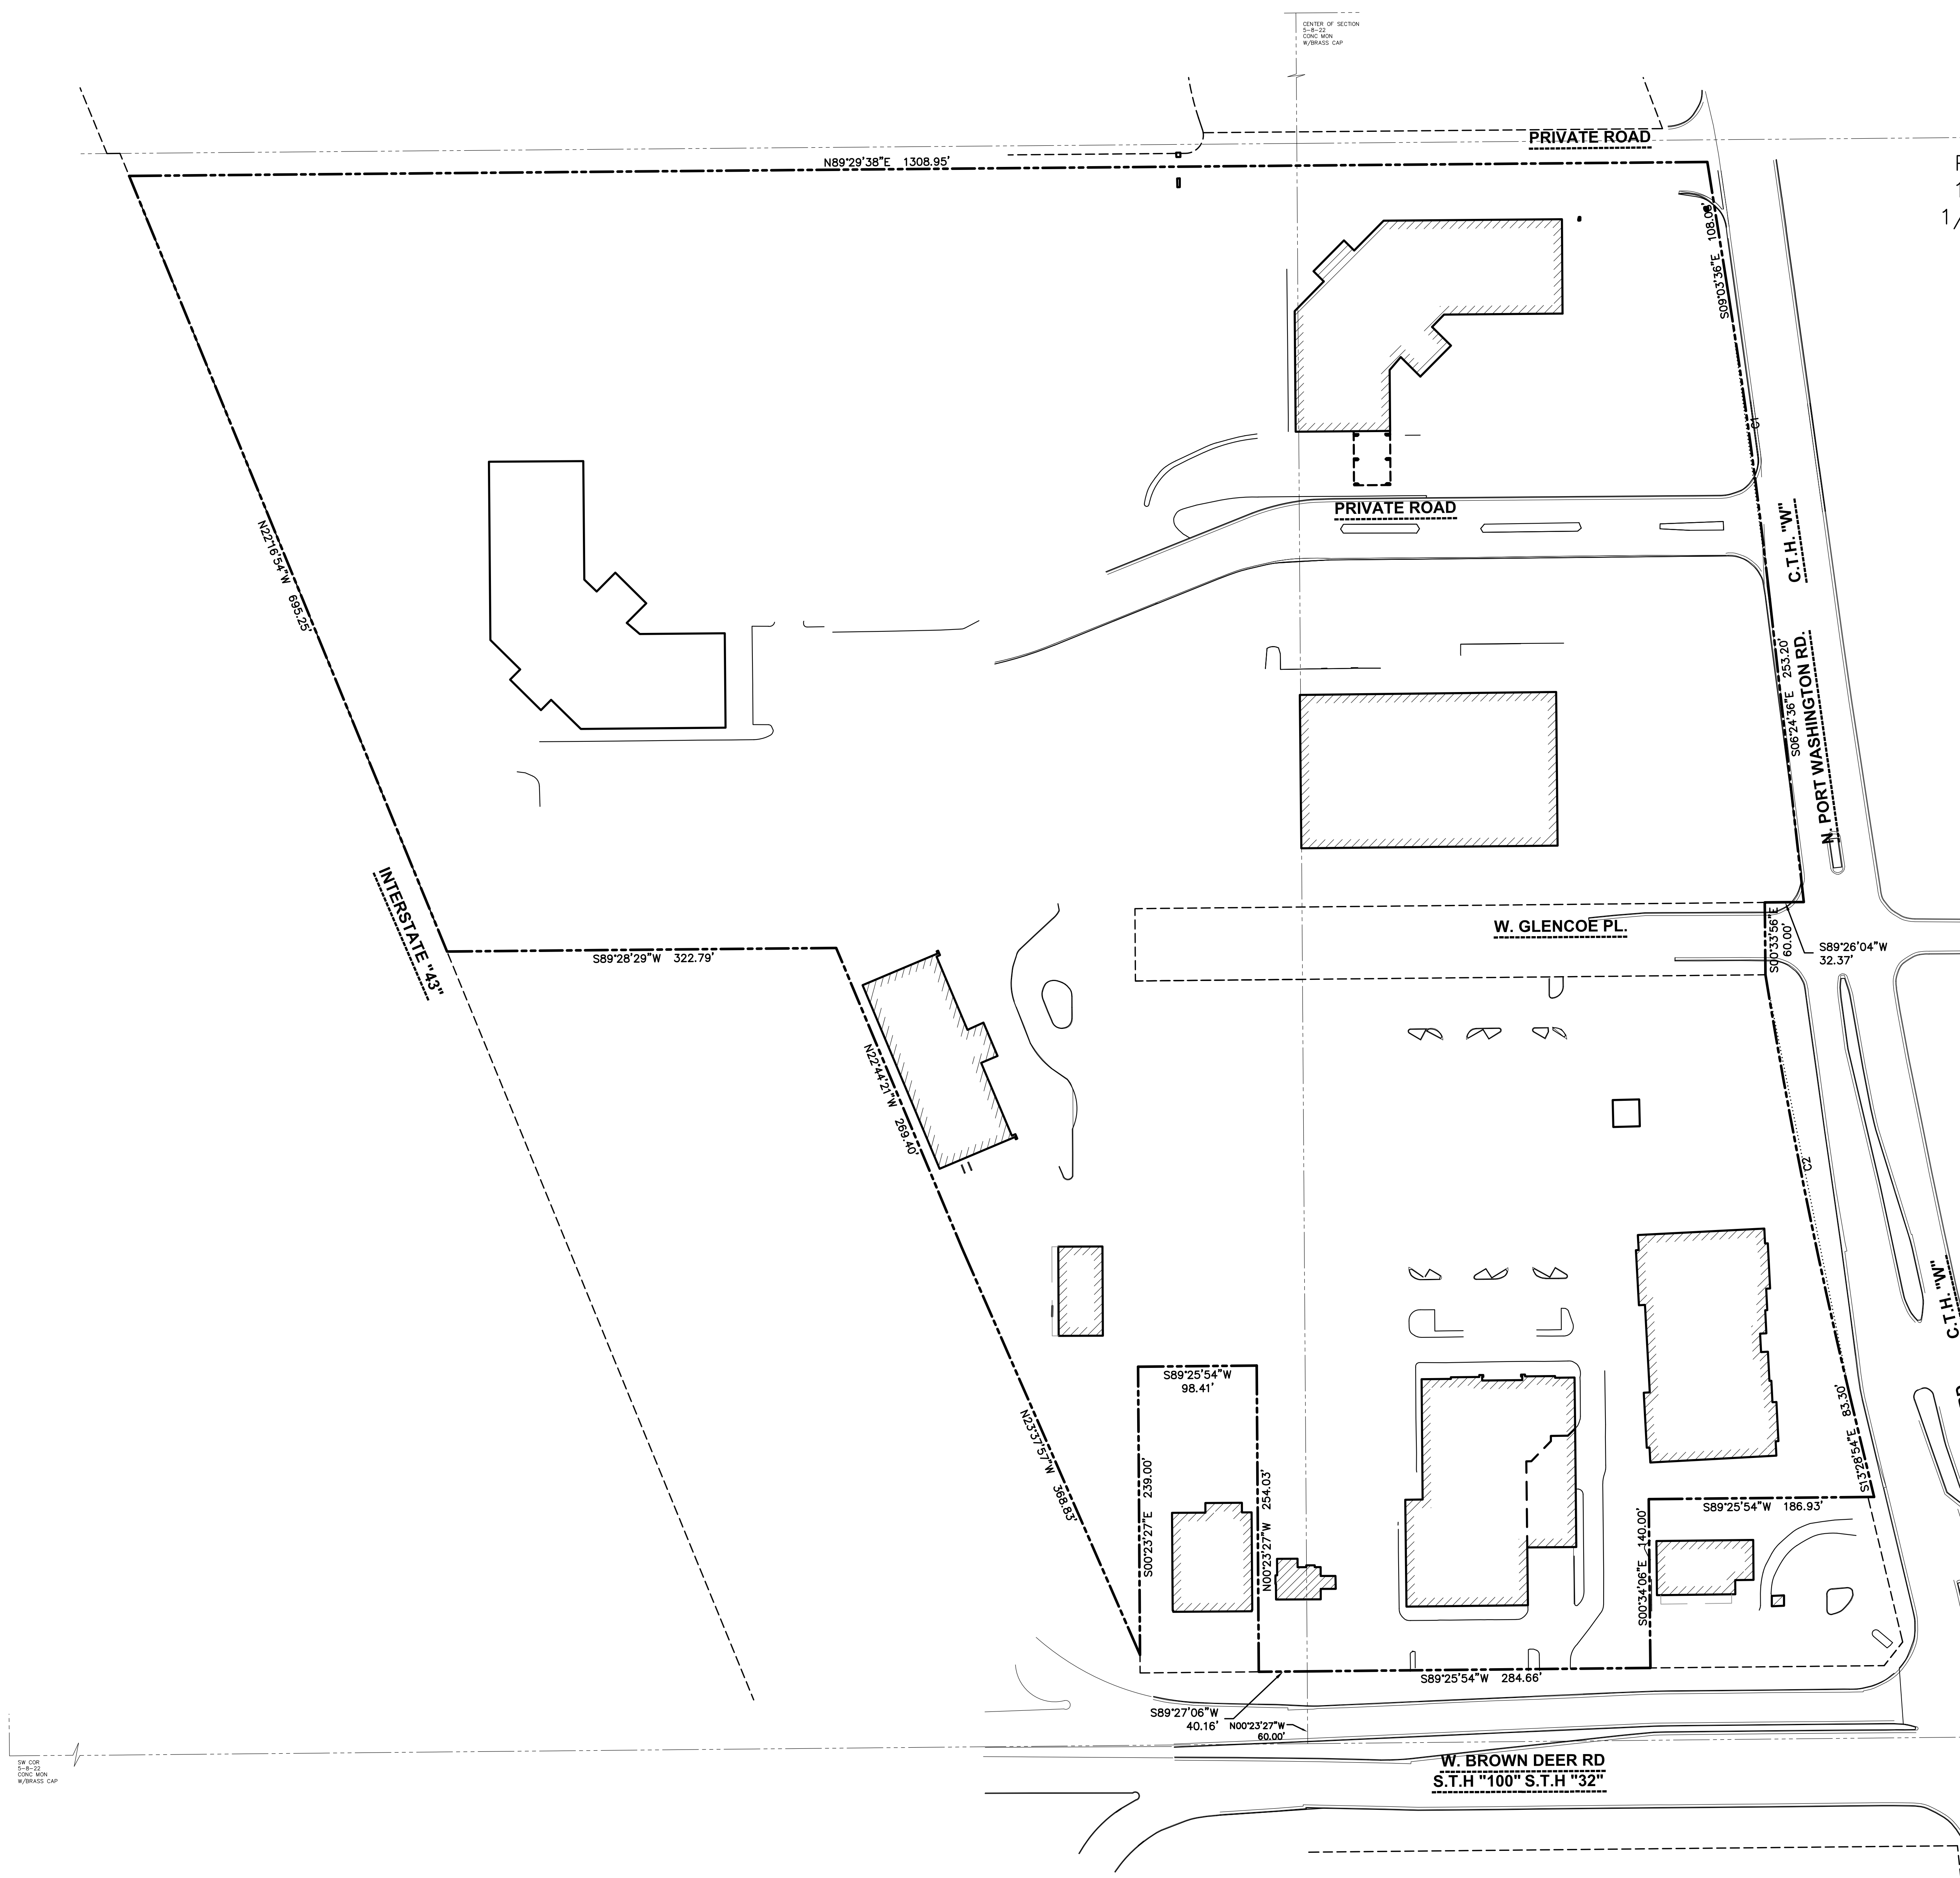 CENTER OF SECTION
5-8-22
CONC MON
W/BRASS CAP
PRIVATE ROAD
N89°29'38"E 1308.95'
1/
S09°03'36"E 108.08'
C1
PRIVATE ROAD
C.T.H. "W"
N22°16'54"W 695.25'
S06°24'36"E 253.20'
N. PORT WASHINGTON RD.
INTERSTATE "43"
W. GLENCOE PL.
S00°33'56"E
60.00'
S89°26'04"W
32.37'
S89°28'29"W 322.79'
N22°44'21"W 269.40'
C2
C.T.H. "W"
S89°25'54"W
98.41'
N23°37'57"W 368.83'
S00°23'27"E 239.00'
N00°23'27"W 254.03'
S13°28'54"E 83.30'
S89°25'54"W 186.93'
S00°34'06"E 140.00'
S89°25'54"W 284.66'
S89°27'06"W
40.16'
N00°23'27"W
60.00'
SW COR
5-8-22
CONC MON
W/BRASS CAP
W. BROWN DEER RD
S.T.H "100" S.T.H "32"